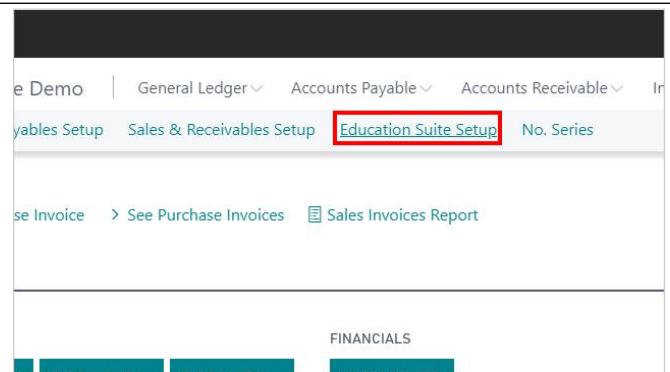 e Demo General Ledger Accounts Payable Accounts Receivable In
yables Setup Sales & Receivables Setup Education Suite Setup No. Series
se Invoice > See Purchase Invoices Sales Invoices Report
FINANCIALS